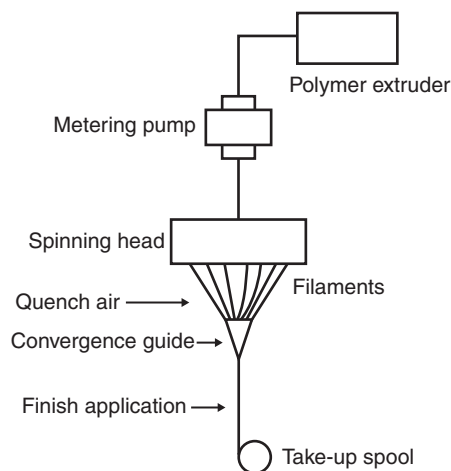 Polymer extruder
Metering pump
Spinning head
Filaments
Quench air
Convergence guide
Finish application
Take-up spool